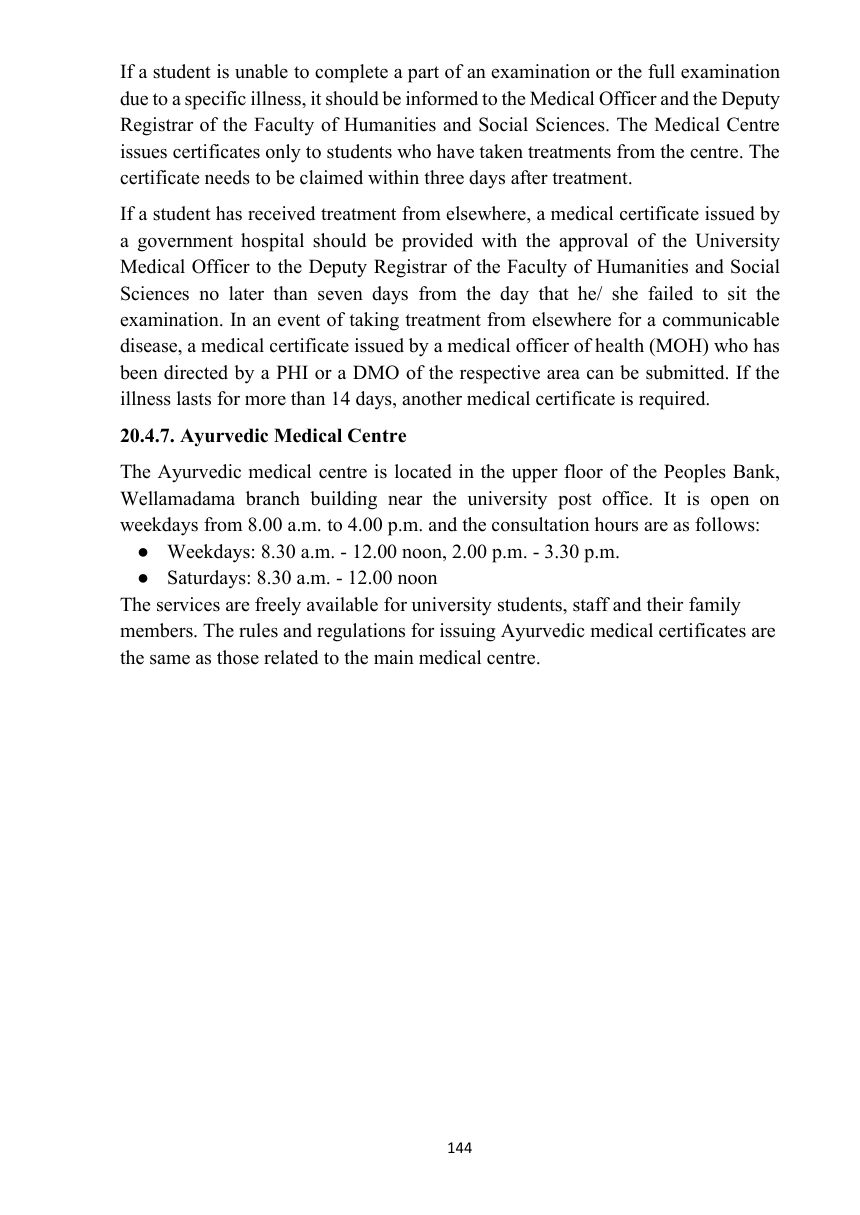 If a student is unable to complete a part of an examination or the full examination
due to a specific illness, it should be informed to the Medical Officer and the Deputy
Registrar of the Faculty of Humanities and Social Sciences. The Medical Centre
issues certificates only to students who have taken treatments from the centre. The
certificate needs to be claimed within three days after treatment.
If a student has received treatment from elsewhere, a medical certificate issued by
a government hospital should be provided with the approval of the University
Medical Officer to the Deputy Registrar of the Faculty of Humanities and Social
Sciences no later than seven days from the day that he/ she failed to sit the
examination. In an event of taking treatment from elsewhere for a communicable
disease, a medical certificate issued by a medical officer of health (MOH) who has
been directed by a PHI or a DMO of the respective area can be submitted. If the
illness lasts for more than 14 days, another medical certificate is required.
20.4.7. Ayurvedic Medical Centre
The Ayurvedic medical centre is located in the upper floor of the Peoples Bank,
Wellamadama branch building near the university post office. It is open on
weekdays from 8.00 a.m. to 4.00 p.m. and the consultation hours are as follows:
● Weekdays: 8.30 a.m. - 12.00 noon, 2.00 p.m. - 3.30 p.m.
● Saturdays: 8.30 a.m. - 12.00 noon
The services are freely available for university students, staff and their family
members. The rules and regulations for issuing Ayurvedic medical certificates are
the same as those related to the main medical centre.
144